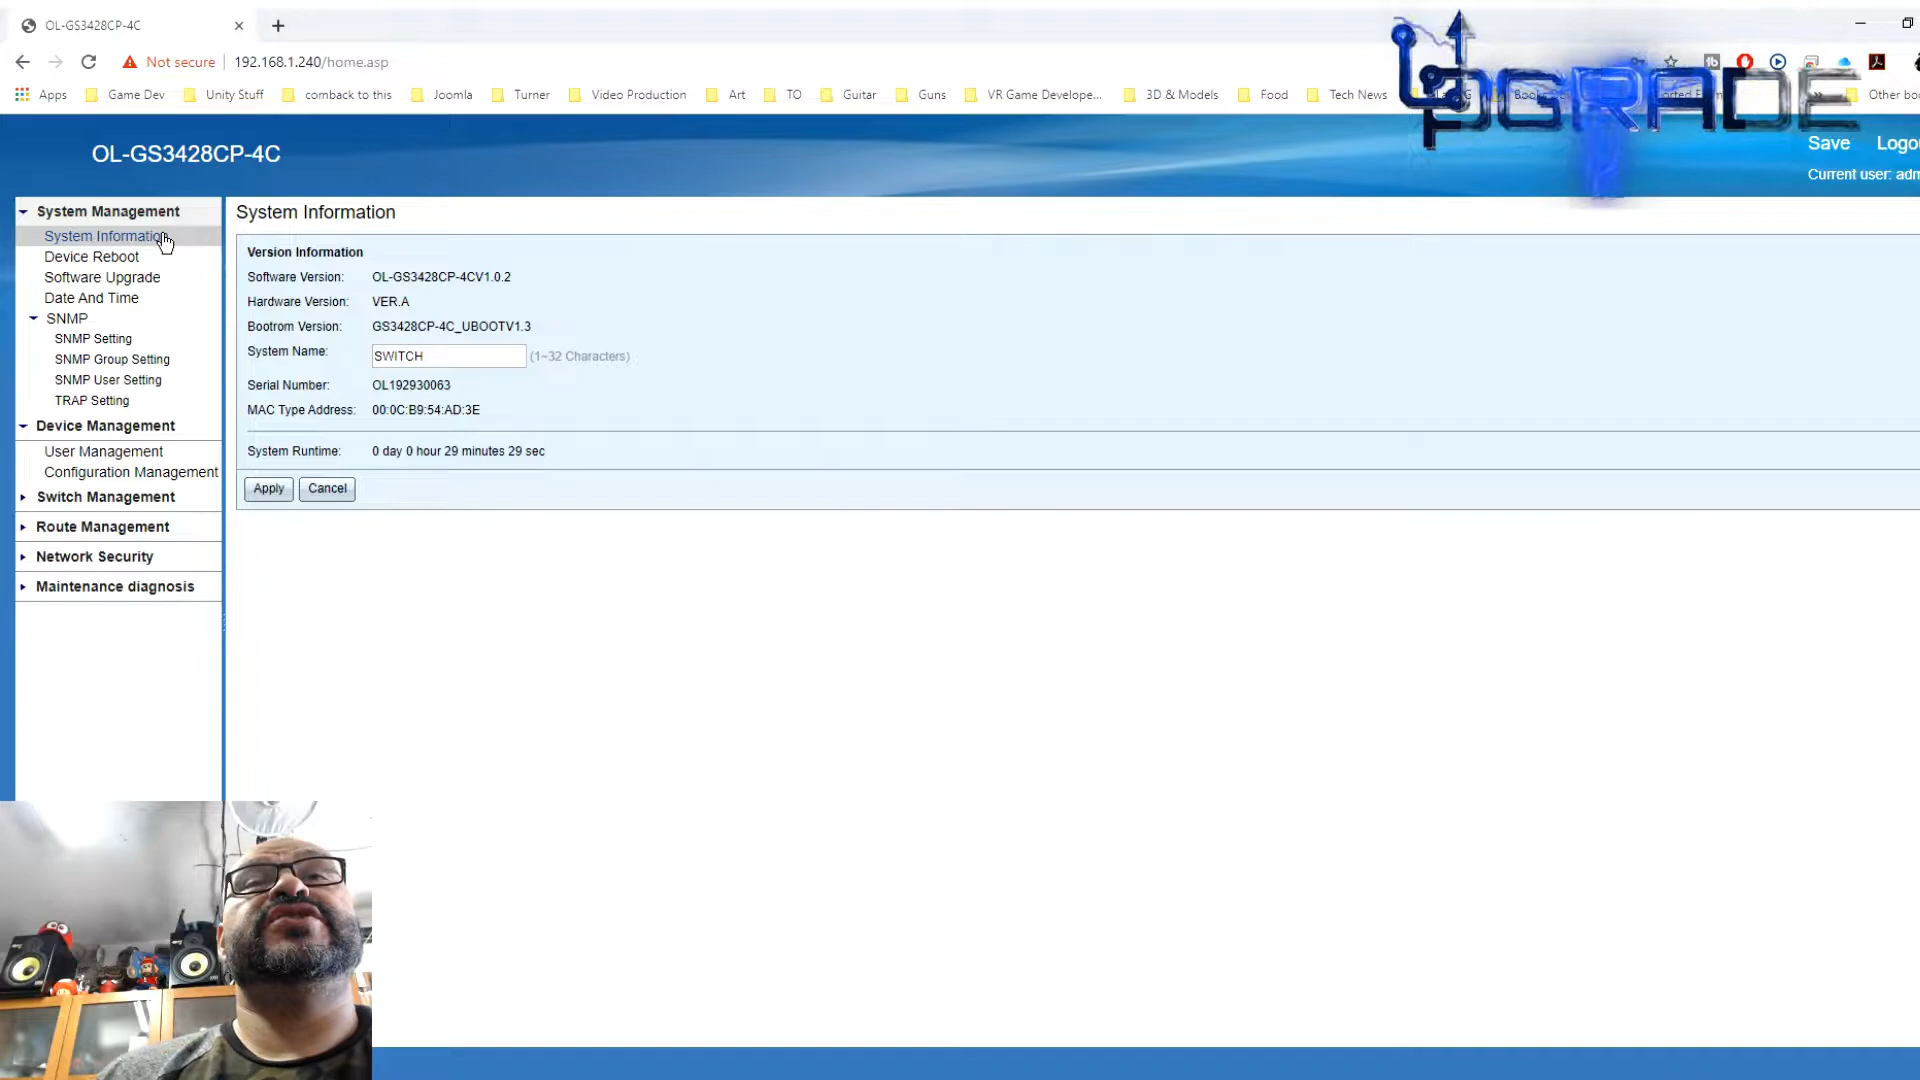 OL-GS3428CP-4C
Not secure 192.168.1.240/home.asp
Apps Game Dev Unity Stuff comback to this Joomla Turner Video Production Art TO Guitar Guns VR Game Develope... 3D & Models Food Tech News » Other boo
UPGRADE
OL-GS3428CP-4C
Save Logou
Current user: adm
System Management
System Information
Device Reboot
Software Upgrade
Date And Time
SNMP
SNMP Setting
SNMP Group Setting
SNMP User Setting
TRAP Setting
Device Management
User Management
Configuration Management
Switch Management
Route Management
Network Security
Maintenance diagnosis
System Information
Version Information
Software Version: OL-GS3428CP-4CV1.0.2
Hardware Version: VER.A
Bootrom Version: GS3428CP-4C_UBOOTV1.3
System Name: SWITCH (1~32 Characters)
Serial Number: OL192930063
MAC Type Address: 00:0C:B9:54:AD:3E
System Runtime: 0 day 0 hour 29 minutes 29 sec
Apply Cancel